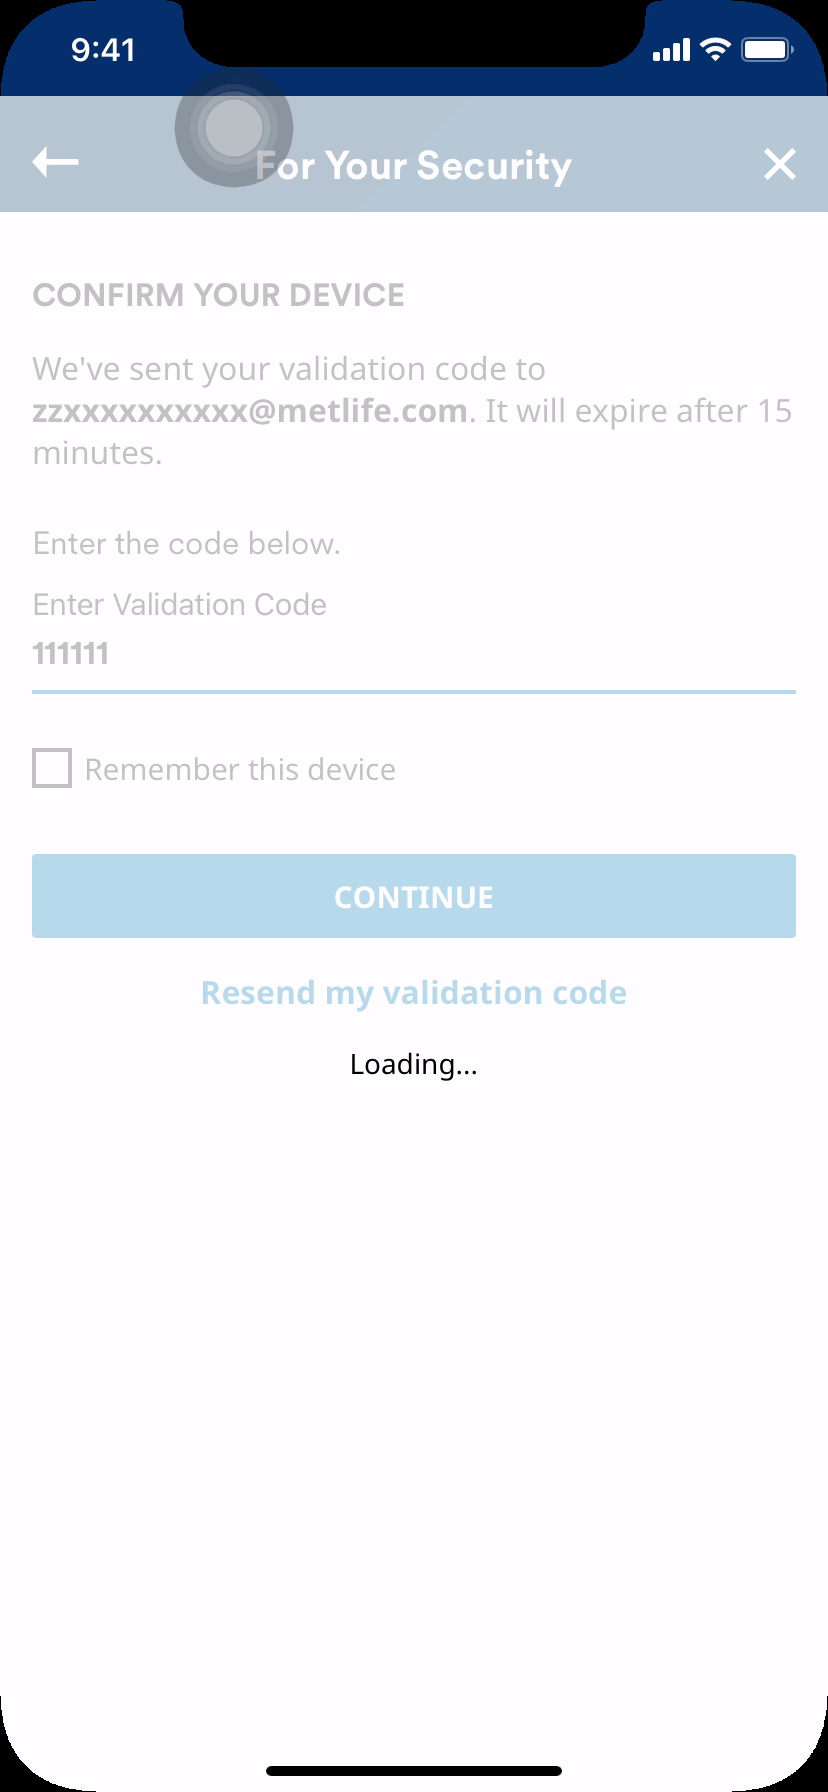 9:41
For Your Security
CONFIRM YOUR DEVICE
We've sent your validation code to
zzxxxxxxxxxx@metlife.com. It will expire after 15
minutes.
Enter the code below.
Enter Validation Code
111111
Remember this device
CONTINUE
Resend my validation code
Loading...